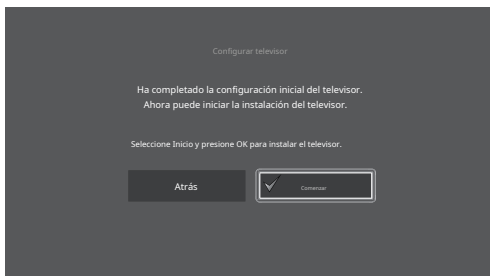 Configurar televisor
Ha completado la configuración inicial del televisor.
Ahora puede iniciar la instalación del televisor.
Seleccione Inicio y presione OK para instalar el televisor.
Atrás
Comenzar